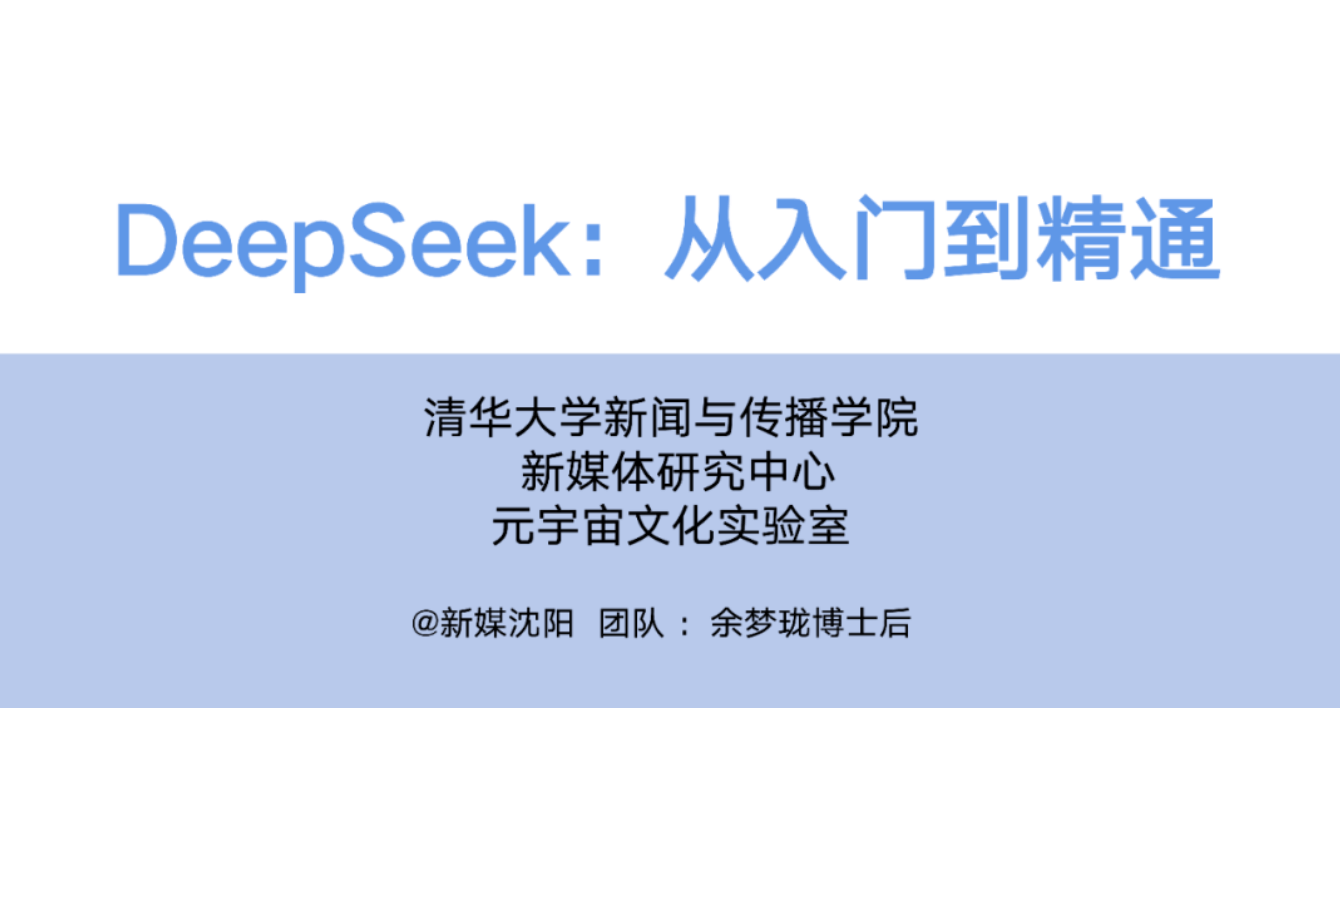 DeepSeek：从入门到精通
清华大学新闻与传播学院
新媒体研究中心
元宇宙文化实验室
@新媒沈阳 团队：余梦珑博士后